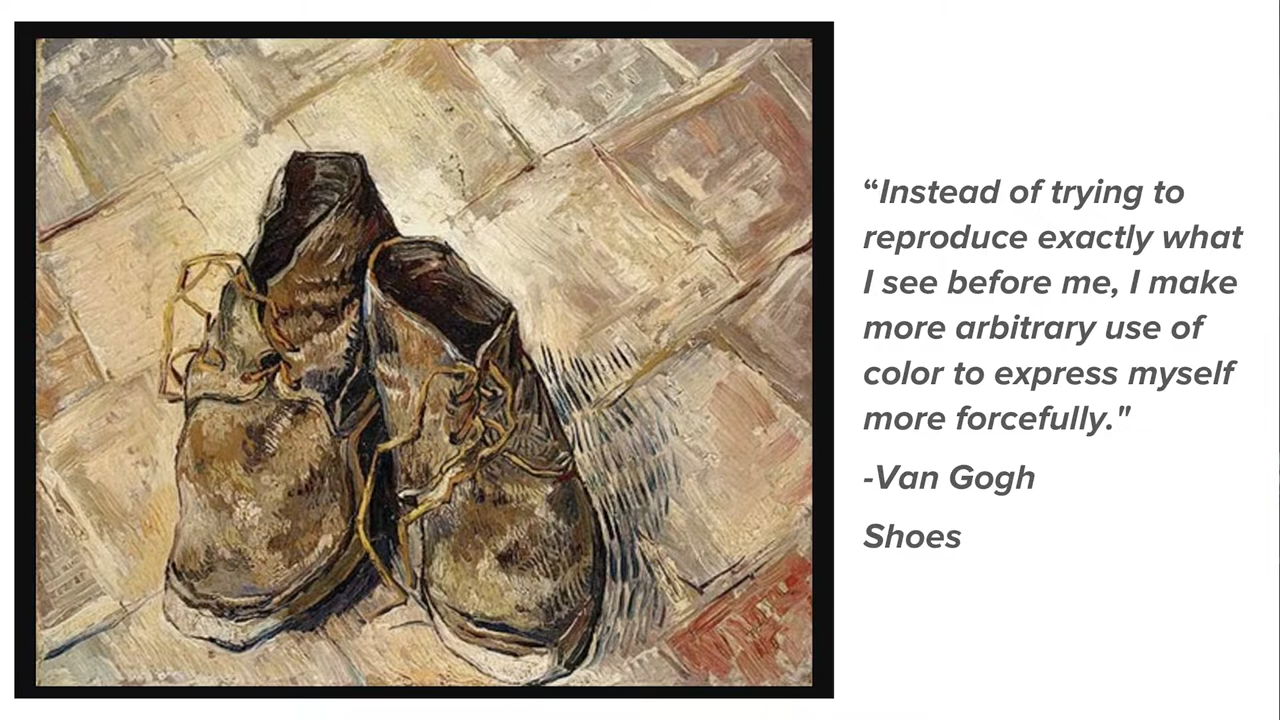 “Instead of trying to
reproduce exactly what
I see before me, I make
more arbitrary use of
color to express myself
more forcefully."
-Van Gogh
Shoes